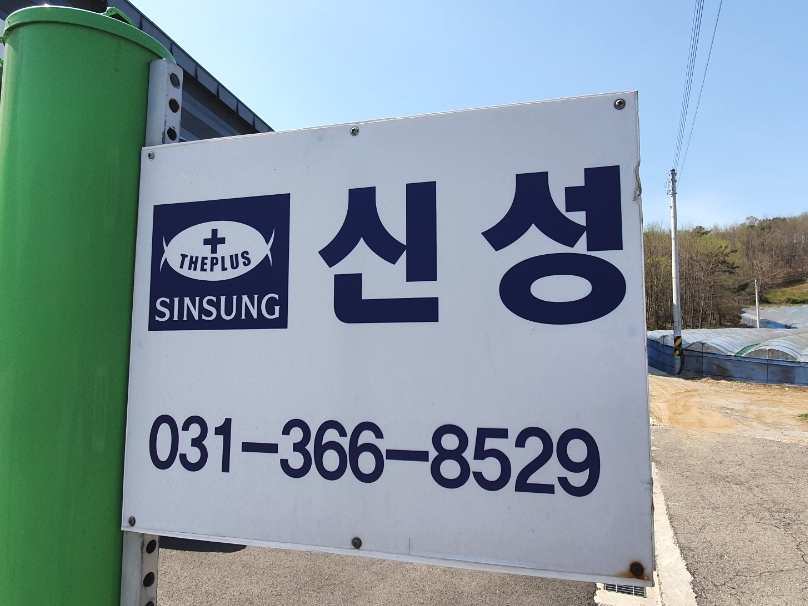 THEPLUS
SINSUNG
신성
031-366-8529